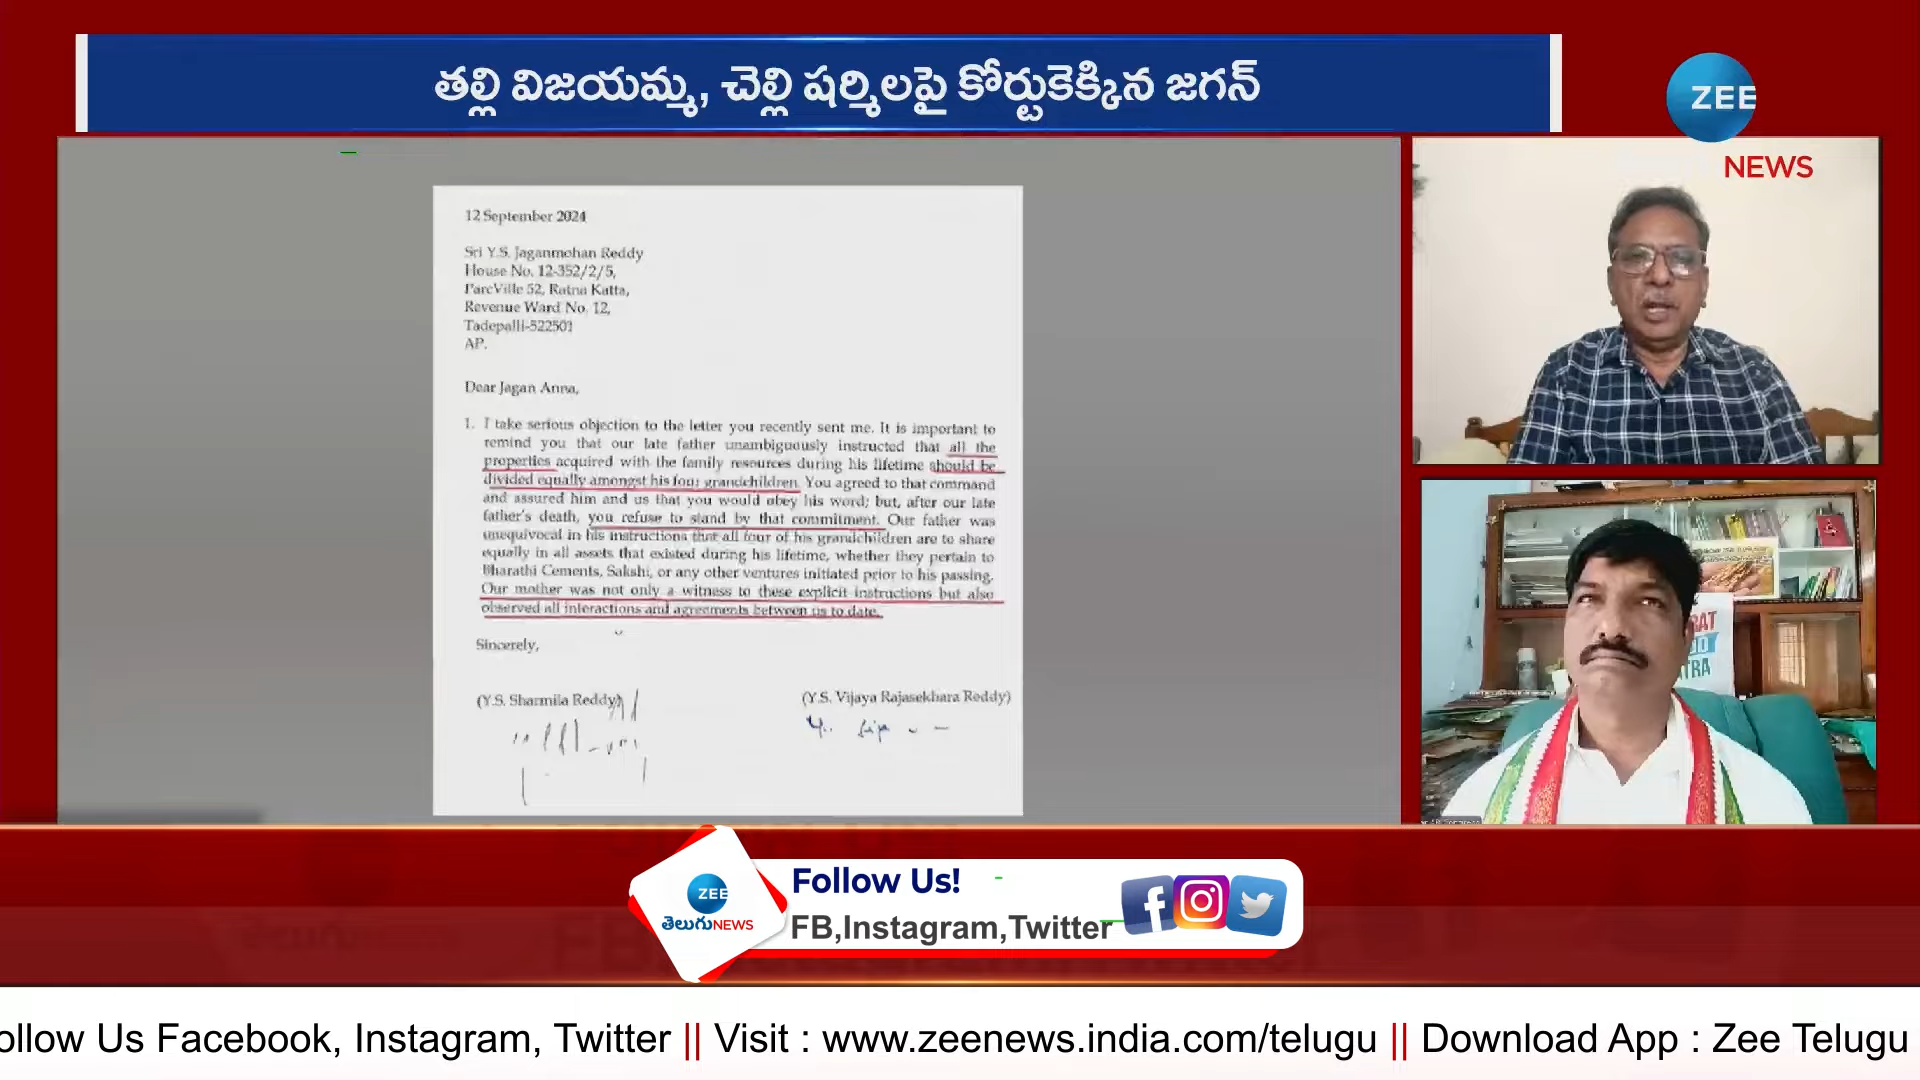 తల్లి విజయమ్మ, చెల్లి షర్మిలపై కోర్టుకెక్కిన జగన్
ZEE
NEWS
12 September 2024
Sri Y.S. Jaganmohan Reddy
House No. 12-352/2/5,
ParcVille 52, Ratna Katta,
Revenue Ward No. 12,
Tadepalli-522501
AP.
Dear Jagan Anna,
1. I take serious objection to the letter you recently sent me. It is important to
remind you that our late father unambiguously instructed that all the
properties acquired with the family resources during his lifetime should be
divided equally amongst his four grandchildren. You agreed to that command
and assured him and us that you would obey his word; but, after our late
father's death, you refuse to stand by that commitment. Our father was
unequivocal in his instructions that all four of his grandchildren are to share
equally in all assets that existed during his lifetime, whether they pertain to
Bharathi Cements, Sakshi, or any other ventures initiated prior to his passing.
Our mother was not only a witness to these explicit instructions but also
observed all interactions and agreements between us to date.
Sincerely,
(Y.S. Sharmila Reddy)
(Y.S. Vijaya Rajasekhara Reddy)
ZEE
తెలుగు NEWS
Follow Us!
FB,Instagram,Twitter
ollow Us Facebook, Instagram, Twitter || Visit : www.zeenews.india.com/telugu || Download App : Zee Telugu